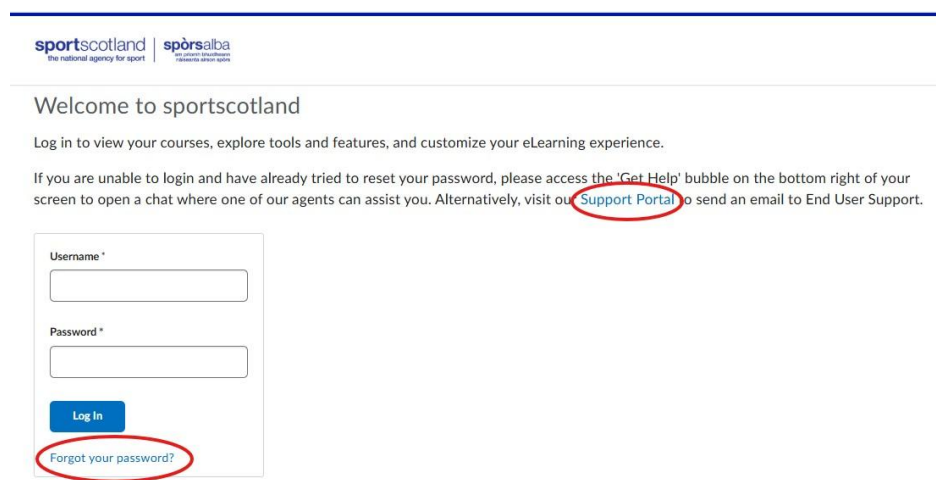 sportscotland spòrsalba
the national agency for sport
Welcome to sportscotland
Log in to view your courses, explore tools and features, and customize your eLearning experience.
If you are unable to login and have already tried to reset your password, please access the 'Get Help' bubble on the bottom right of your
screen to open a chat where one of our agents can assist you. Alternatively, visit our Support Portal to send an email to End User Support.
Username *
Password *
Log In
Forgot your password?